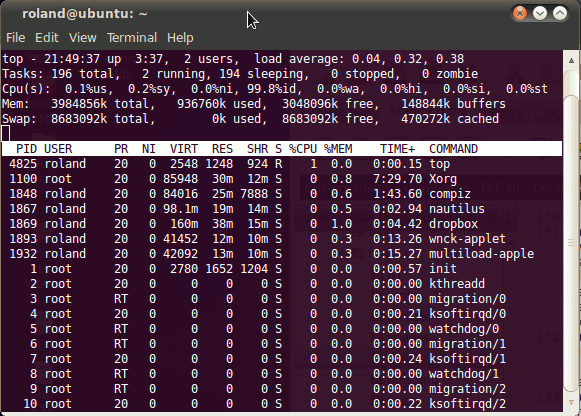 roland@ubuntu: ~
File Edit View Terminal Help
top - 21:49:37 up  3:37,  2 users,  load average: 0.04, 0.32, 0.38
Tasks: 196 total,   2 running, 194 sleeping,   0 stopped,   0 zombie
Cpu(s):  0.1%us,  0.2%sy,  0.0%ni, 99.8%id,  0.0%wa,  0.0%hi,  0.0%si,  0.0%st
Mem:   3984856k total,   936760k used,  3048096k free,   148844k buffers
Swap:  8683092k total,        0k used,  8683092k free,   470272k cached
PID USER      PR  NI  VIRT  RES  SHR S %CPU %MEM    TIME+  COMMAND
4825 roland    20   0  2548 1248  924 R    1  0.0   0:00.15 top
1100 root      20   0 85948  30m  12m S    0  0.8   7:29.70 Xorg
1848 roland    20   0 84016  25m 7888 S    0  0.6   1:43.60 compiz
1867 roland    20   0 98.1m  19m  14m S    0  0.5   0:02.94 nautilus
1869 roland    20   0  160m  38m  15m S    0  1.0   0:04.42 dropbox
1893 roland    20   0 41452  12m  10m S    0  0.3   0:13.26 wnck-applet
1932 roland    20   0 42092  13m  10m S    0  0.3   0:15.27 multiload-apple
1 root      20   0  2780 1652 1204 S    0  0.0   0:00.57 init
2 root      20   0     0    0    0 S    0  0.0   0:00.00 kthreadd
3 root      RT   0     0    0    0 S    0  0.0   0:00.00 migration/0
4 root      20   0     0    0    0 S    0  0.0   0:00.21 ksoftirqd/0
5 root      RT   0     0    0    0 S    0  0.0   0:00.00 watchdog/0
6 root      RT   0     0    0    0 S    0  0.0   0:00.00 migration/1
7 root      20   0     0    0    0 S    0  0.0   0:00.24 ksoftirqd/1
8 root      RT   0     0    0    0 S    0  0.0   0:00.00 watchdog/1
9 root      RT   0     0    0    0 S    0  0.0   0:00.00 migration/2
10 root      20   0     0    0    0 S    0  0.0   0:00.22 ksoftirqd/2